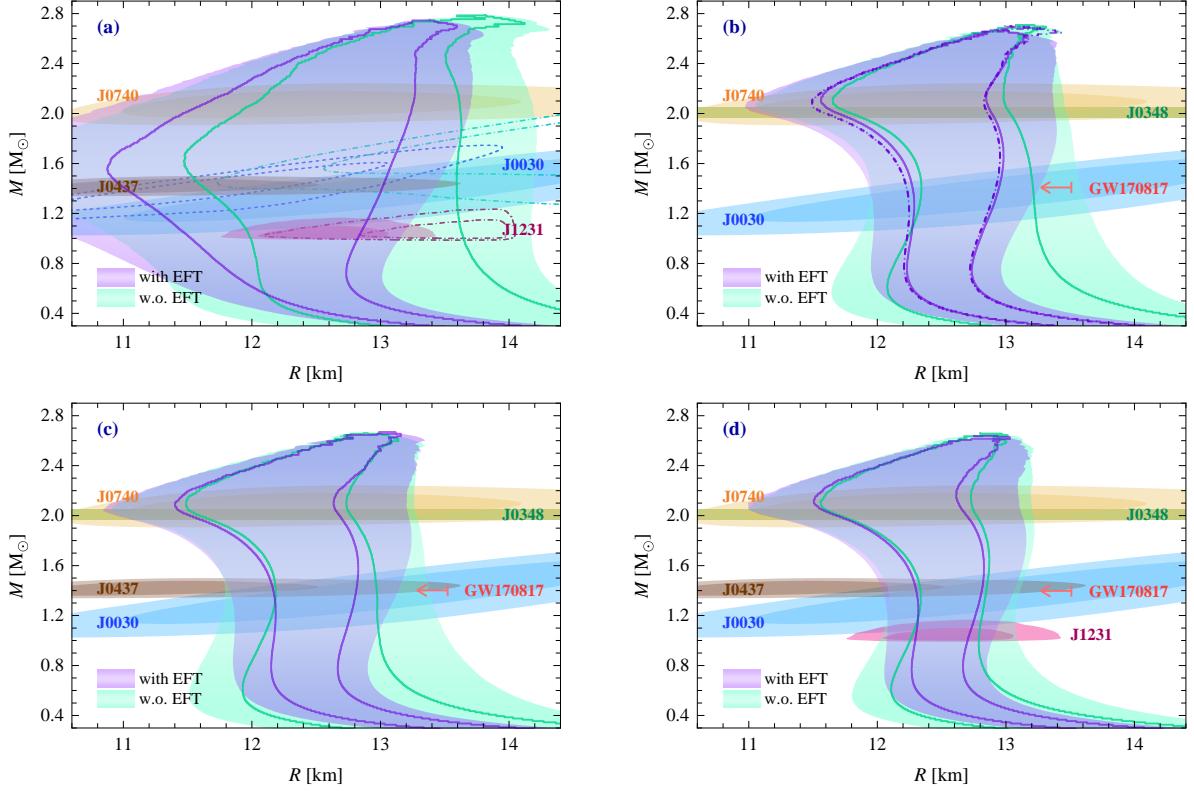 (a)
J0740
J0437
J0030
J1231
with EFT
w.o. EFT
2.8
2.4
2.0
1.6
1.2
0.8
0.4
M [M☉]
11 12 13 14
R [km]
(b)
J0740
J0348
J0030
GW170817
with EFT
w.o. EFT
2.8
2.4
2.0
1.6
1.2
0.8
0.4
M [M☉]
11 12 13 14
R [km]
(c)
J0740
J0348
J0437
GW170817
J0030
with EFT
w.o. EFT
2.8
2.4
2.0
1.6
1.2
0.8
0.4
M [M☉]
11 12 13 14
R [km]
(d)
J0740
J0348
J0437
GW170817
J0030
J1231
with EFT
w.o. EFT
2.8
2.4
2.0
1.6
1.2
0.8
0.4
M [M☉]
11 12 13 14
R [km]